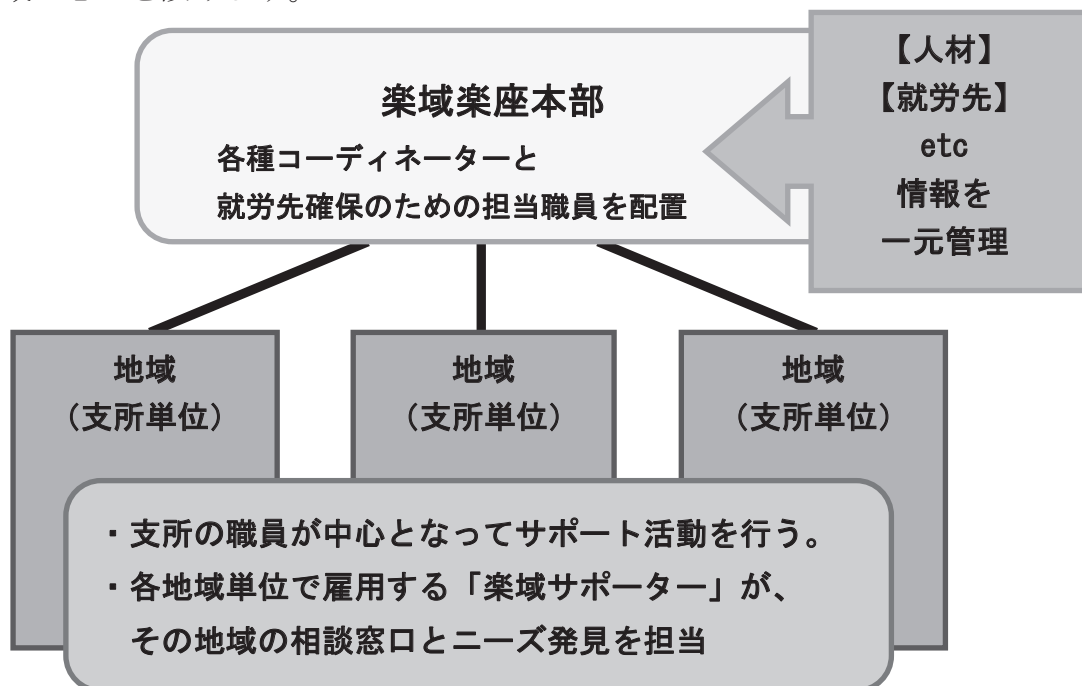 楽域楽座本部
各種コーディネーターと
就労先確保のための担当職員を配置
【人材】
【就労先】
etc
情報を
一元管理
地域
（支所単位）
地域
（支所単位）
地域
（支所単位）
・支所の職員が中心となってサポート活動を行う。
・各地域単位で雇用する「楽域サポーター」が、
その地域の相談窓口とニーズ発見を担当